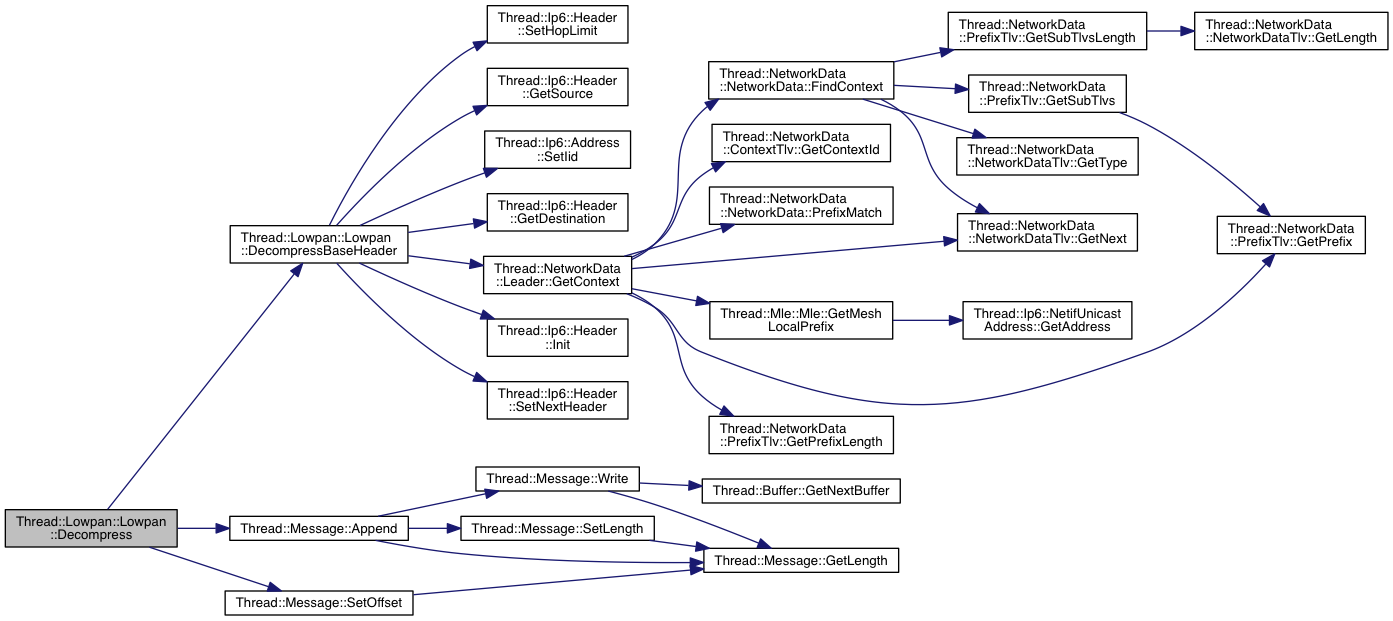 Thread::Ip6::Header
::SetHopLimit
Thread::Ip6::Header
::GetSource
Thread::Ip6::Address
::SetIid
Thread::Ip6::Header
::GetDestination
Thread::Lowpan::Lowpan
::DecompressBaseHeader
Thread::NetworkData
::Leader::GetContext
Thread::Ip6::Header
::Init
Thread::Ip6::Header
::SetNextHeader
Thread::NetworkData
::NetworkData::FindContext
Thread::NetworkData
::ContextTlv::GetContextId
Thread::NetworkData
::NetworkData::PrefixMatch
Thread::Mle::Mle::GetMesh
LocalPrefix
Thread::NetworkData
::PrefixTlv::GetPrefixLength
Thread::NetworkData
::PrefixTlv::GetSubTlvsLength
Thread::NetworkData
::NetworkDataTlv::GetLength
Thread::NetworkData
::PrefixTlv::GetSubTlvs
Thread::NetworkData
::NetworkDataTlv::GetType
Thread::NetworkData
::NetworkDataTlv::GetNext
Thread::NetworkData
::PrefixTlv::GetPrefix
Thread::Ip6::NetifUnicast
Address::GetAddress
Thread::Lowpan::Lowpan
::Decompress
Thread::Message::Append
Thread::Message::SetOffset
Thread::Message::Write
Thread::Message::SetLength
Thread::Buffer::GetNextBuffer
Thread::Message::GetLength